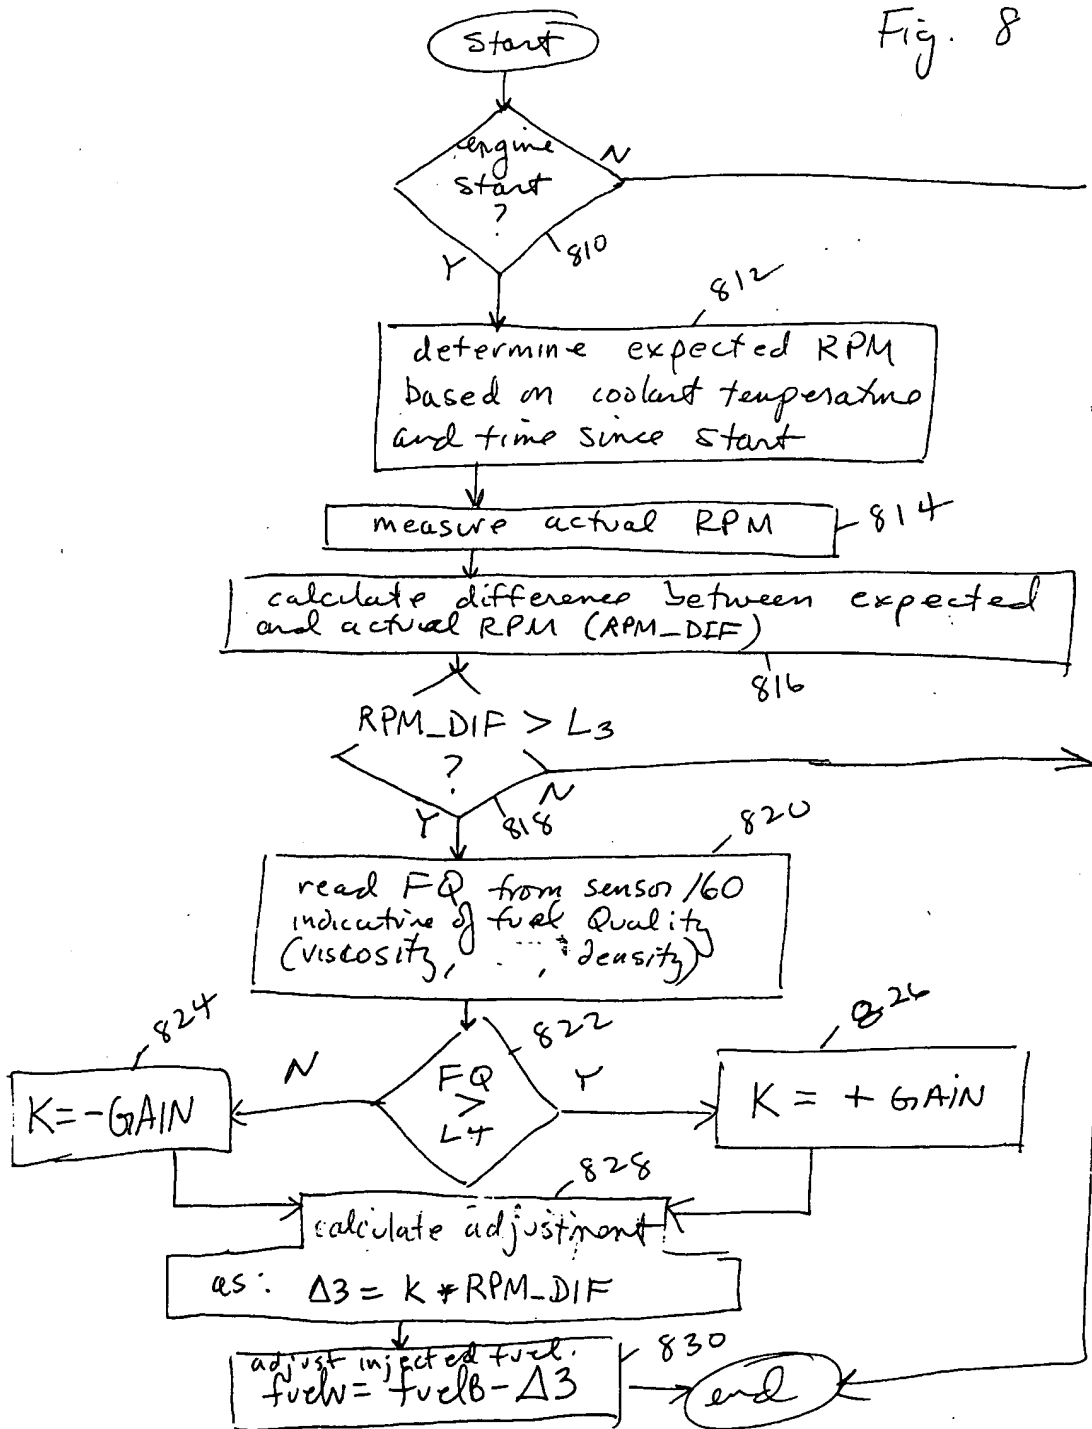 Fig. 8
start
engine
start
?
N
Y
810
812
determine expected RPM
based on coolant temperature
and time since start
measure actual RPM
814
calculate difference between expected
and actual RPM (RPM_DIF)
816
RPM_DIF > L3
?
N
Y
818
820
read FQ from sensor 160
indicative of fuel Quality
(viscosity, ..., density)
824
822
826
N
FQ
>
L4
Y
K=-GAIN
K = + GAIN
828
calculate adjustment
as: Δ3 = K * RPM_DIF
830
adjust injected fuel.
fuelN = fuelB - Δ3
end